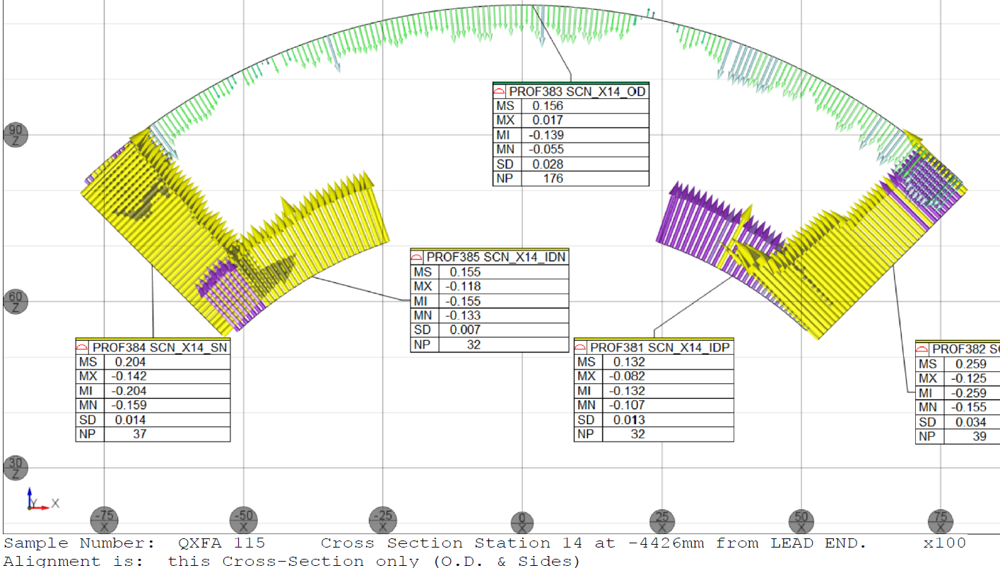 90
Z
60
Z
30
Z
PROF383 SCN_X14_OD
MS 0.156
MX 0.017
MI -0.139
MN -0.055
SD 0.028
NP 176
PROF385 SCN_X14_IDN
MS 0.155
MX -0.118
MI -0.155
MN -0.133
SD 0.007
NP 32
PROF384 SCN_X14_SN
MS 0.204
MX -0.142
MI -0.204
MN -0.159
SD 0.014
NP 37
PROF381 SCN_X14_IDP
MS 0.132
MX -0.082
MI -0.132
MN -0.107
SD 0.013
NP 32
PROF382 SC
MS 0.259
MX -0.125
MI -0.259
MN -0.155
SD 0.034
NP 39
Y X
-75 -50 -25 0 25 50 75
X X X X X X X
Sample Number: QXFA 115 Cross Section Station 14 at -4426mm from LEAD END. x100
Alignment is: this Cross-Section only (O.D. & Sides)